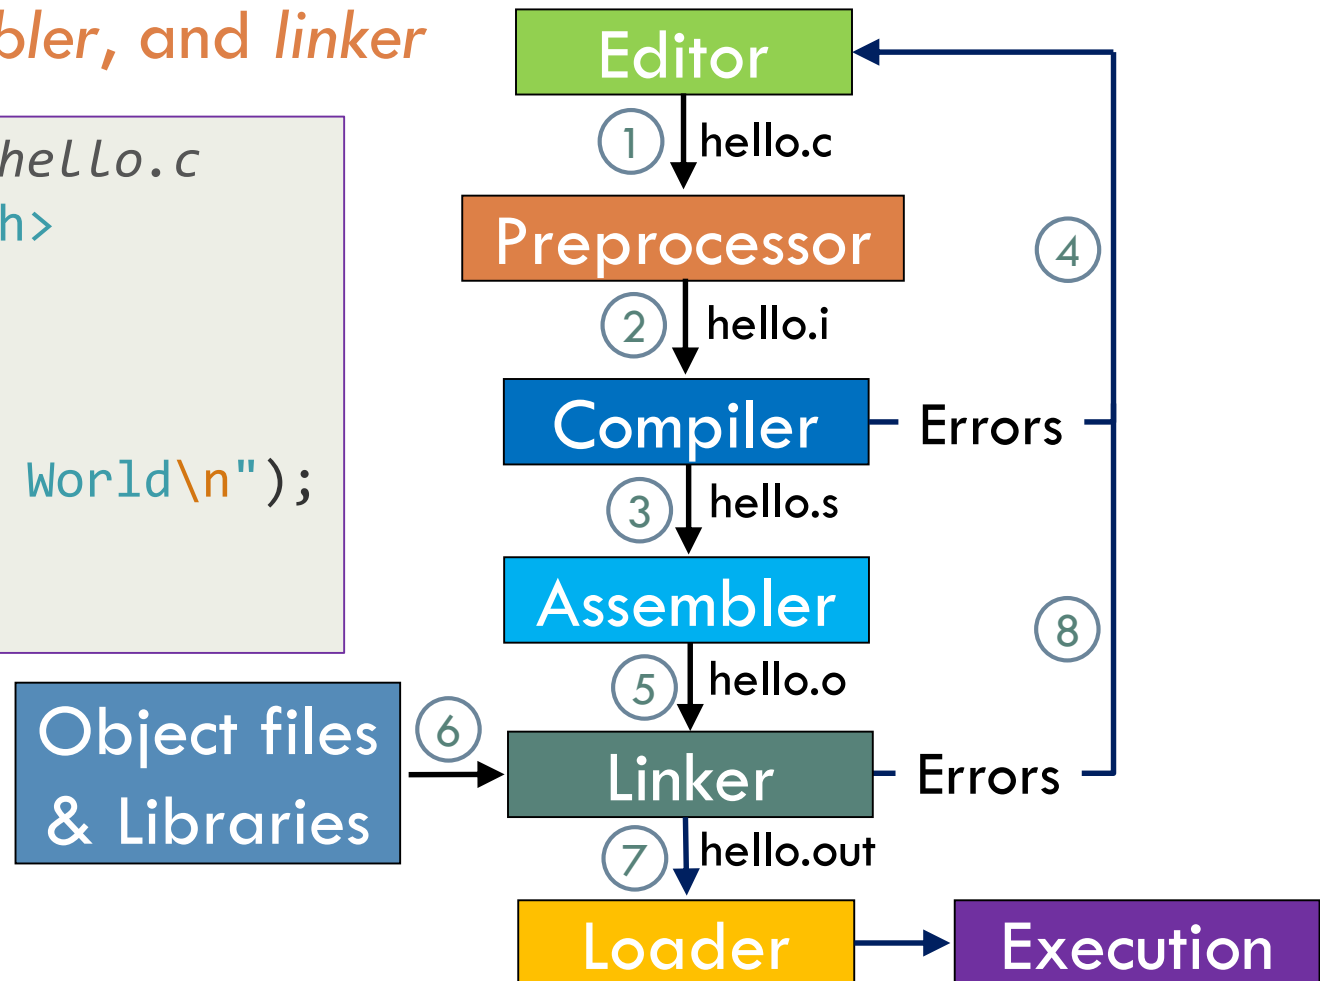 bler, and linker
hello.c
h>
World\n");
Editor
1
hello.c
Preprocessor
4
2
hello.i
Compiler
Errors
3
hello.s
Assembler
8
5
hello.o
Object files
& Libraries
6
Linker
Errors
7
hello.out
Loader
Execution